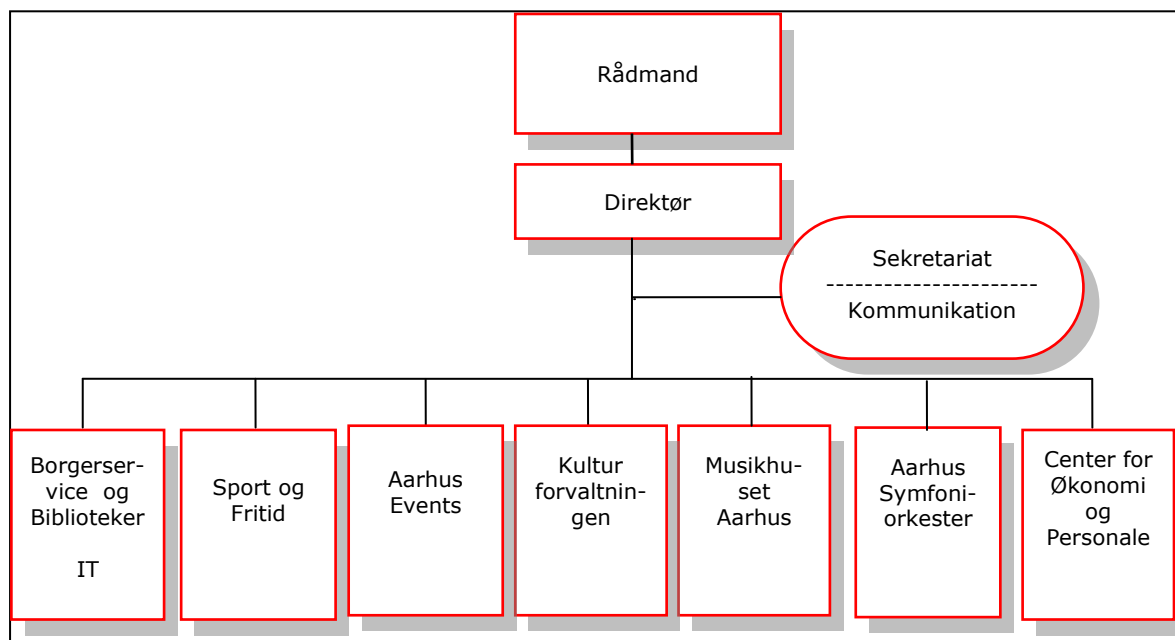 Rådmand
Direktør
Sekretariat
-----------------------
Kommunikation
Borgerser-
vice og
Biblioteker
IT
Sport og
Fritid
Aarhus
Events
Kultur
forvaltnin-
gen
Musikhu-
set
Aarhus
Aarhus
Symfoni-
orkester
Center for
Økonomi
og
Personale